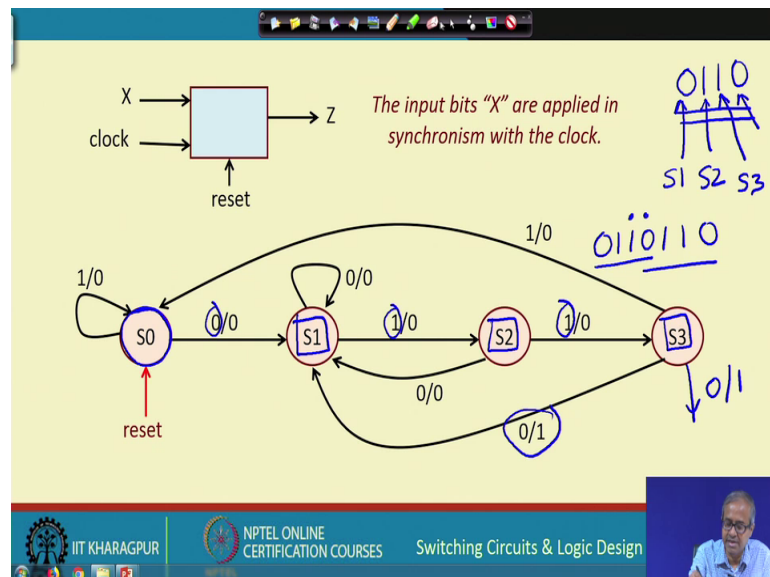 X
clock
Z
reset
The input bits "X" are applied in
synchronism with the clock.
0110
S1 S2 S3
0110110
1/0
1/0
0/0
S0
0/0
S1
1/0
S2
1/0
S3
0/0
0/1
0/1
reset
IIT KHARAGPUR
NPTEL ONLINE
CERTIFICATION COURSES
Switching Circuits & Logic Design